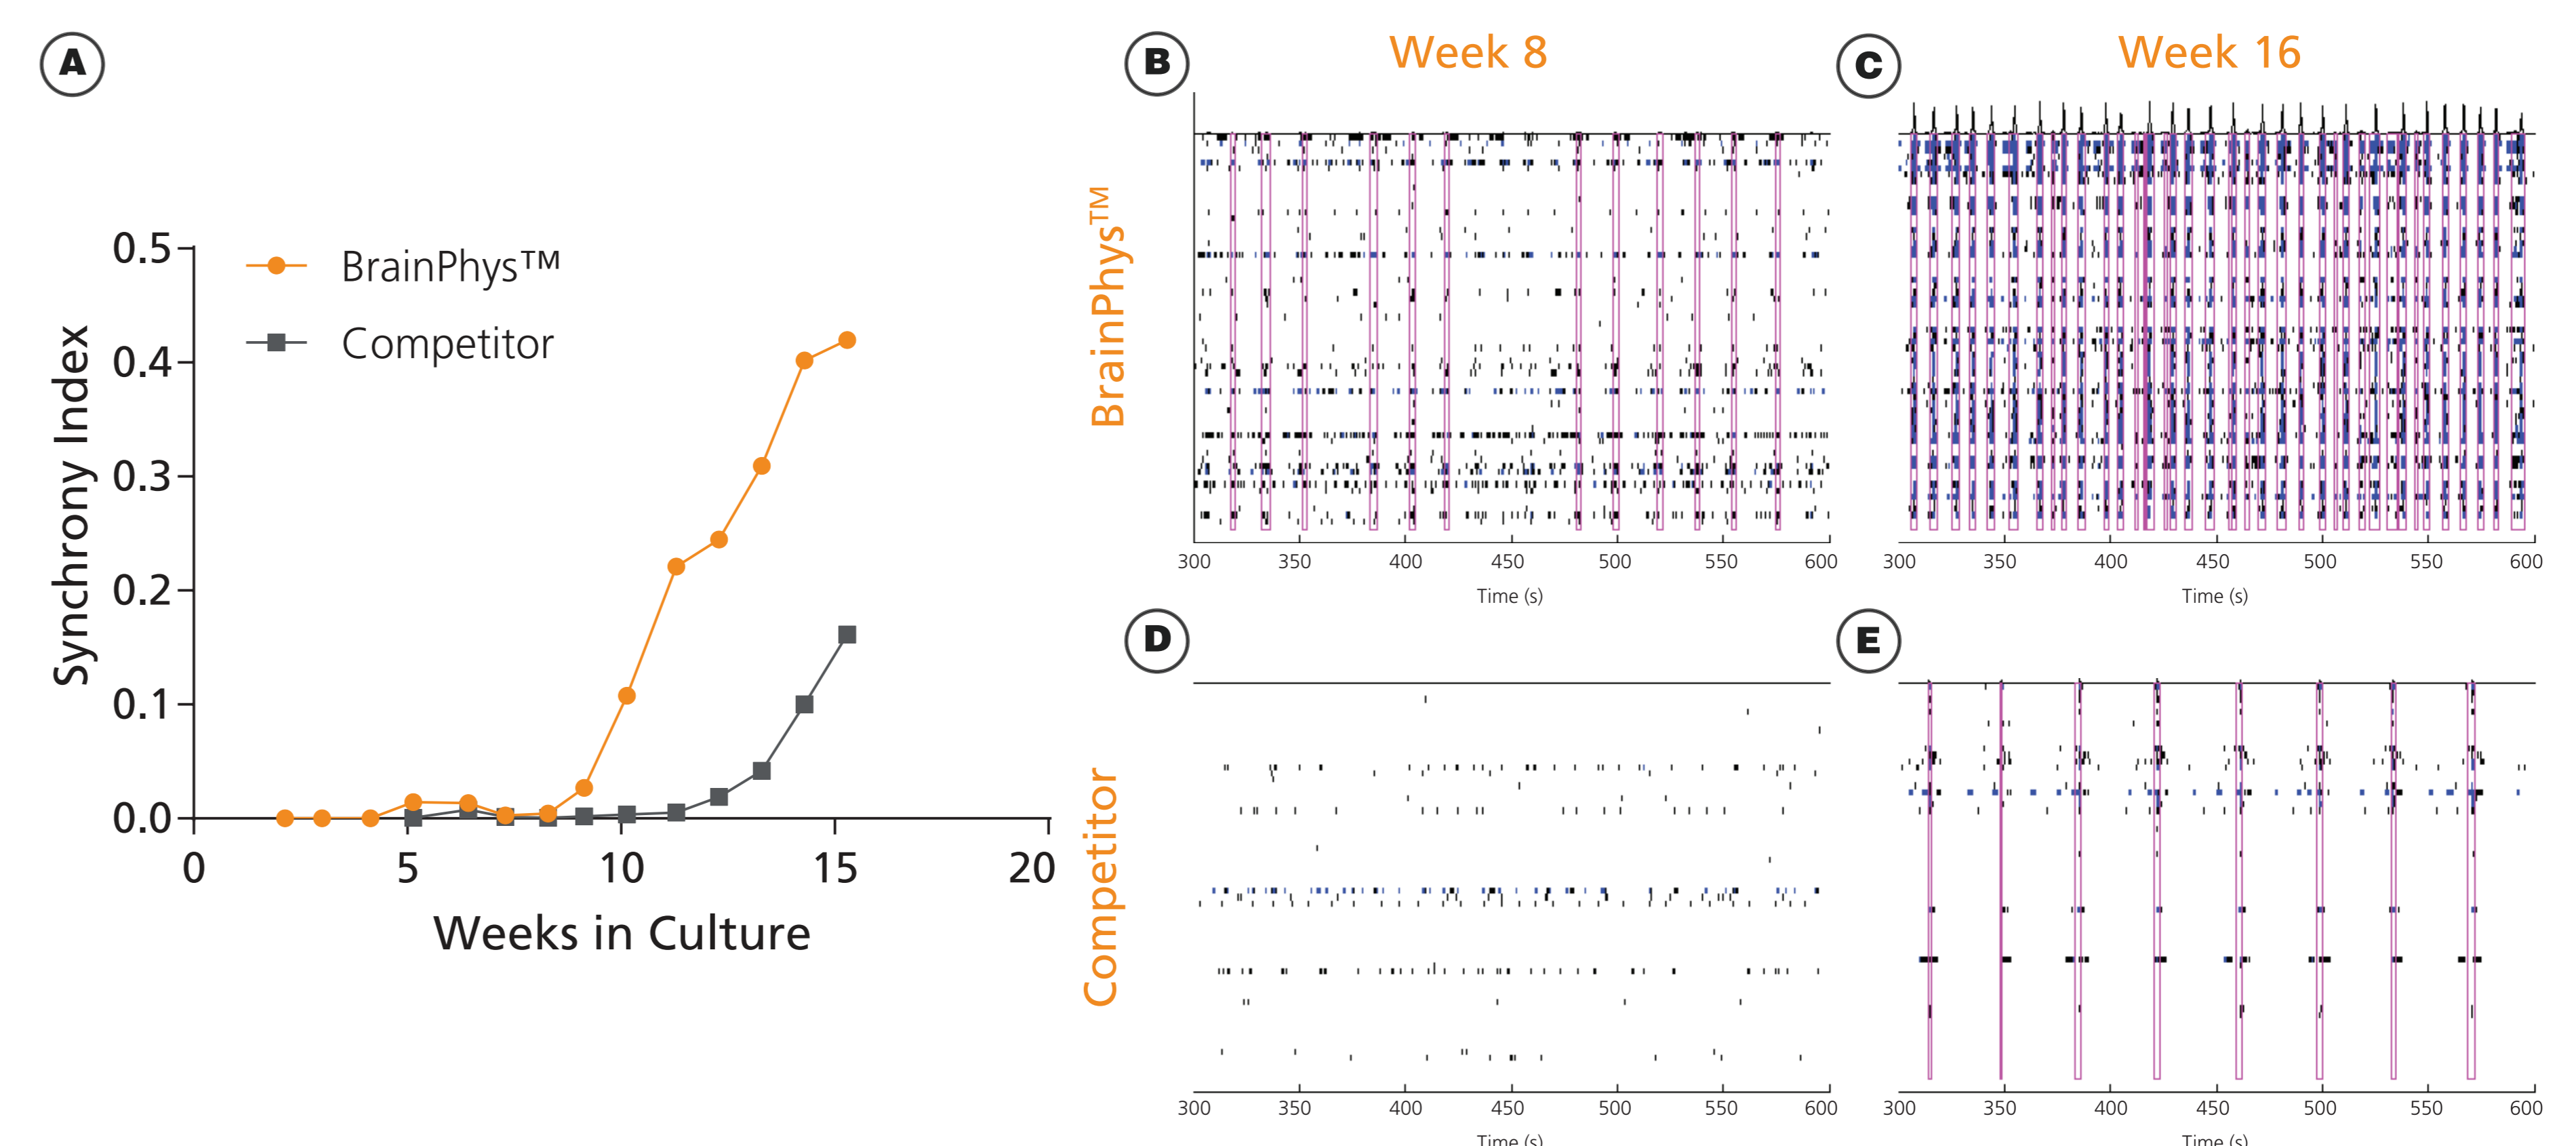 A
0.5
0.4
0.3
0.2
0.1
0.0
Synchrony Index
BrainPhys™
Competitor
0 5 10 15 20
Weeks in Culture
B
Week 8
C
Week 16
BrainPhys™
300 350 400 450 500 550 600
Time (s)
300 350 400 450 500 550 600
Time (s)
D
E
Competitor
300 350 400 450 500 550 600
Time (s)
300 350 400 450 500 550 600
Time (s)